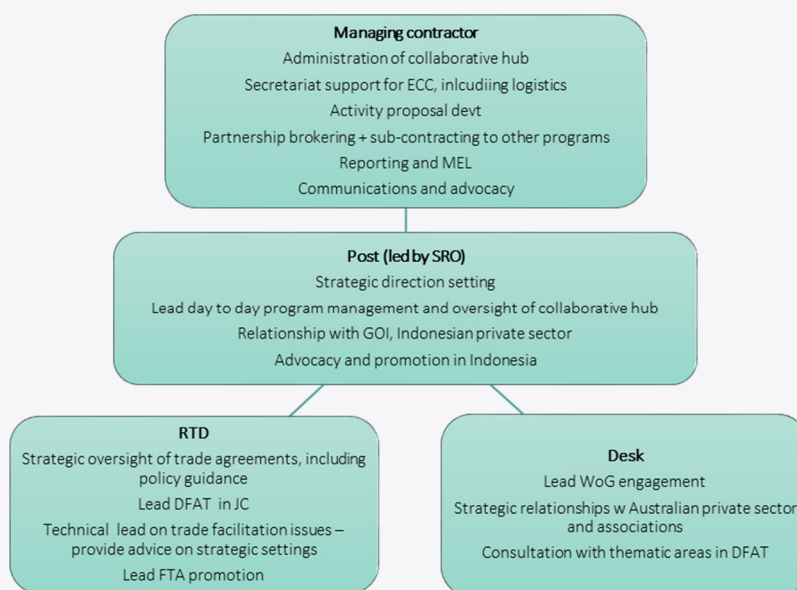 Managing contractor
Administration of collaborative hub
Secretariat support for ECC, inlcudiing logistics
Activity proposal devt
Partnership brokering + sub-contracting to other programs
Reporting and MEL
Communications and advocacy
Post (led by SRO)
Strategic direction setting
Lead day to day program management and oversight of collaborative hub
Relationship with GOI, Indonesian private sector
Advocacy and promotion in Indonesia
RTD
Strategic oversight of trade agreements, including
policy guidance
Lead DFAT in JC
Technical lead on trade facilitation issues –
provide advice on strategic settings
Lead FTA promotion
Desk
Lead WoG engagement
Strategic relationships w Australian private sector
and associations
Consultation with thematic areas in DFAT